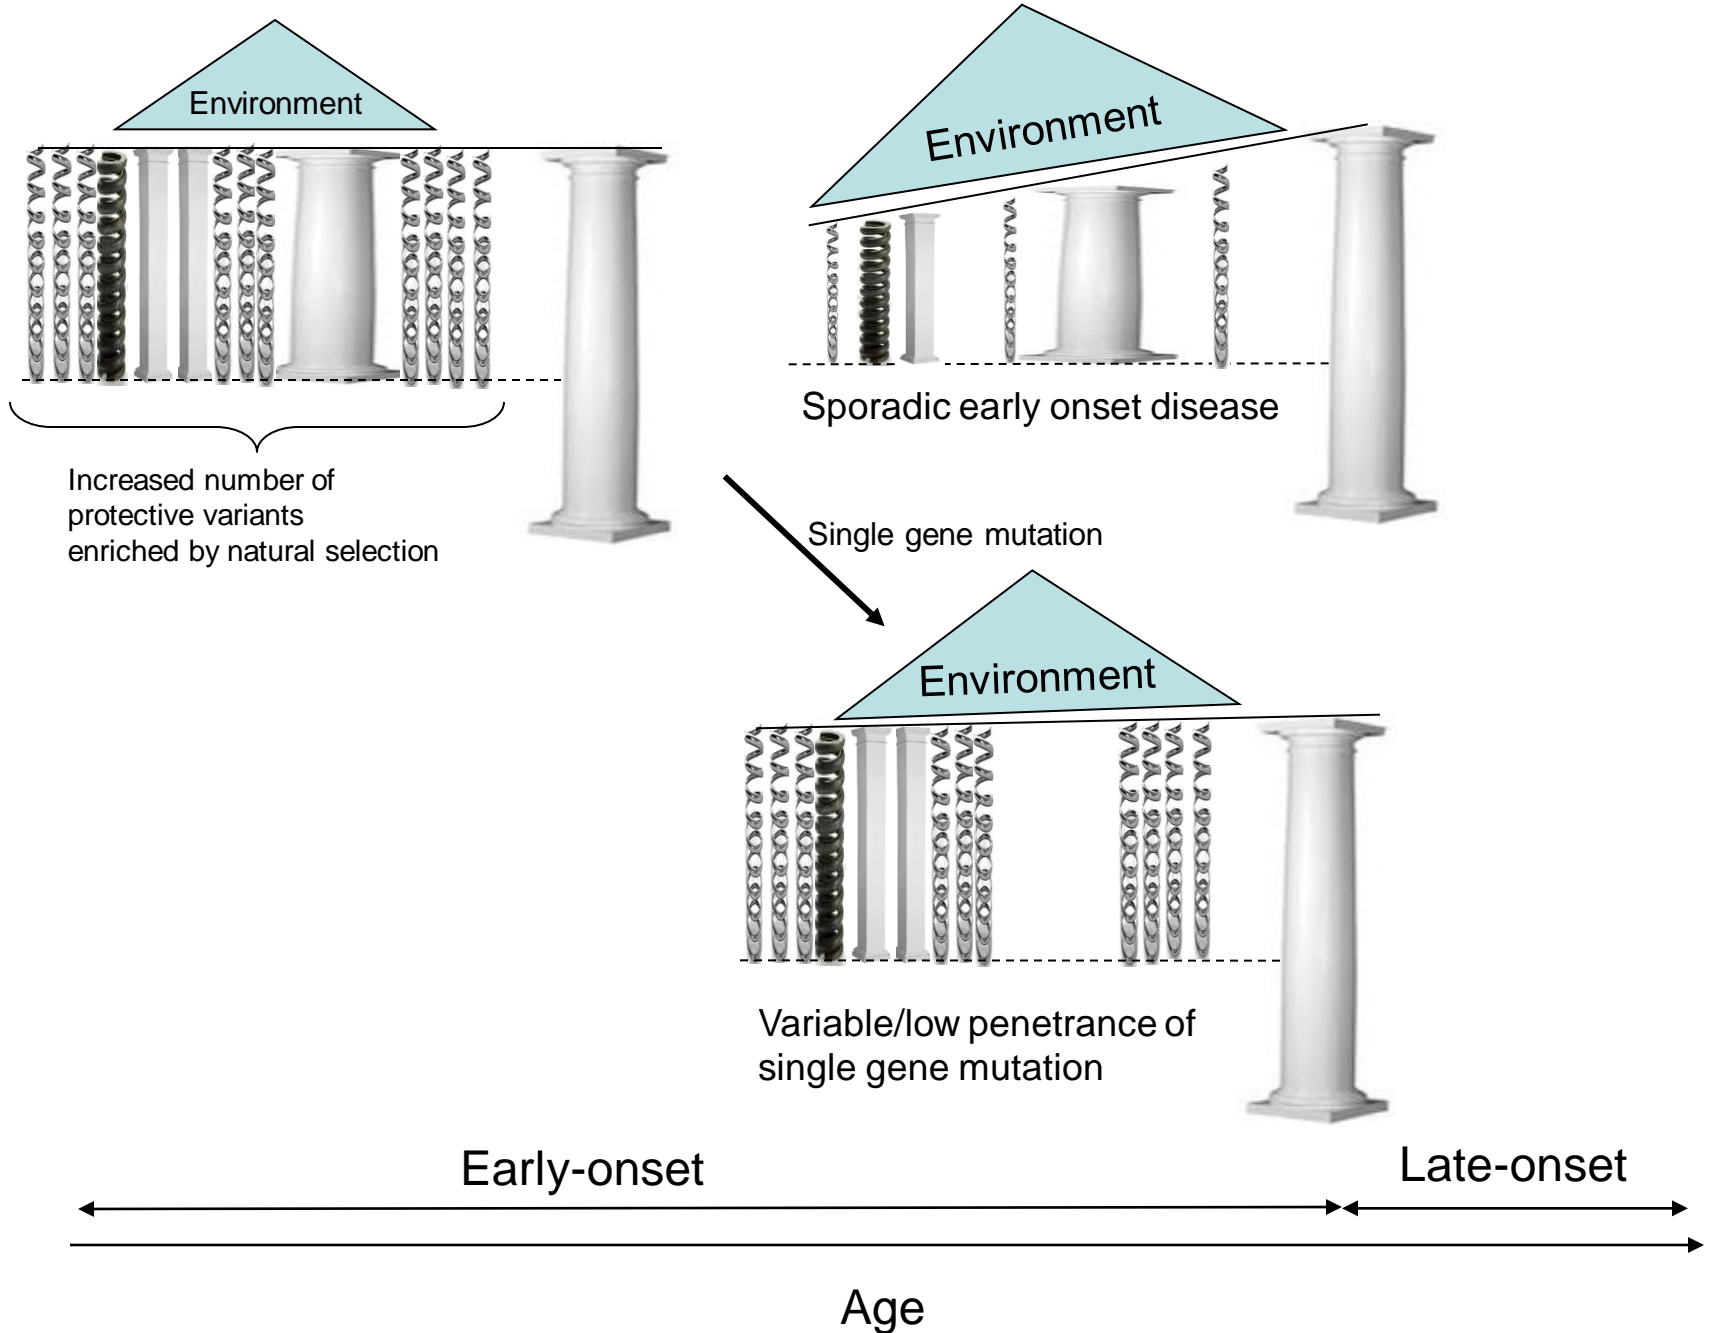 Environment
Environment
Sporadic early onset disease
Increased number of
protective variants
enriched by natural selection
Single gene mutation
Environment
Variable/low penetrance of
single gene mutation
Early-onset
Late-onset
Age